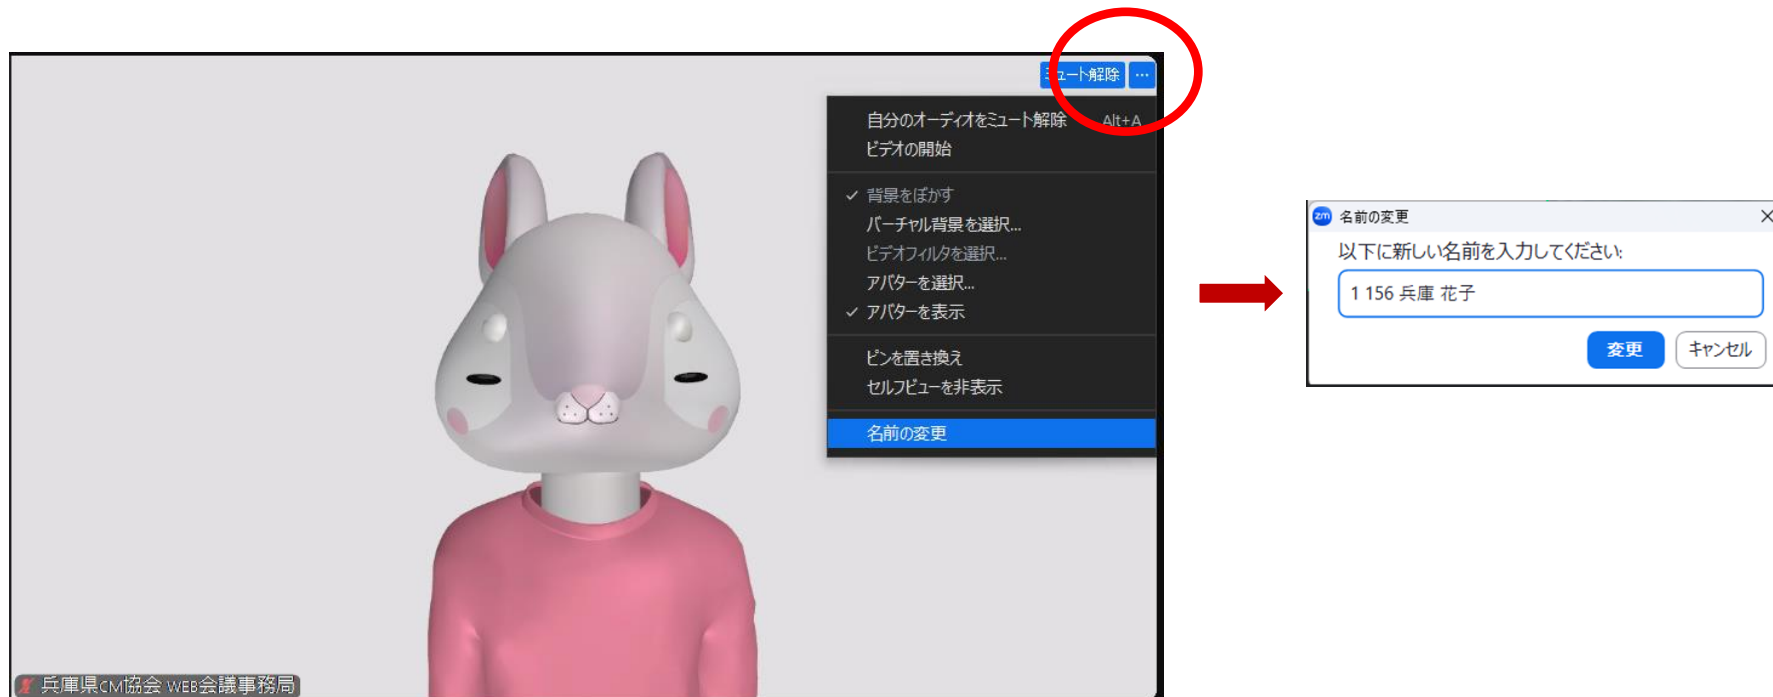 ミュート解除 …
自分のオーディオをミュート解除 Alt+A
ビデオの開始
背景をぼかす
バーチャル背景を選択...
ビデオフィルタを選択...
アバターを選択...
アバターを表示
ピンを置き換え
セルフビューを非表示
名前の変更
兵庫県CM協会 WEB会議事務局
zm 名前の変更
以下に新しい名前を入力してください:
1 156 兵庫 花子
変更 キャンセル